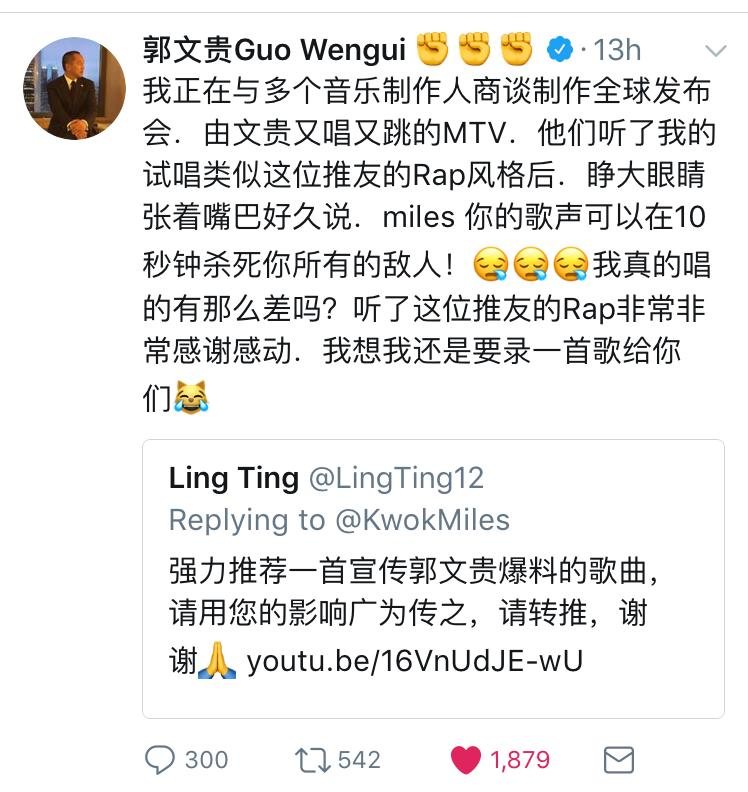 郭文贵Guo Wengui ✊✊✊ · 13h
我正在与多个音乐制作人商谈制作全球发布
会．由文贵又唱又跳的MTV．他们听了我的
试唱类似这位推友的Rap风格后．睁大眼睛
张着嘴巴好久说．miles 你的歌声可以在10
秒钟杀死你所有的敌人！😪😪😪我真的唱
的有那么差吗？听了这位推友的Rap非常非
常感谢感动．我想我还是要录一首歌给你
们😹
Ling Ting @LingTing12
Replying to @KwokMiles
强力推荐一首宣传郭文贵爆料的歌曲，
请用您的影响广为传之，请转推，谢
谢🙏 youtu.be/16VnUdJE-wU
300 542 1,879